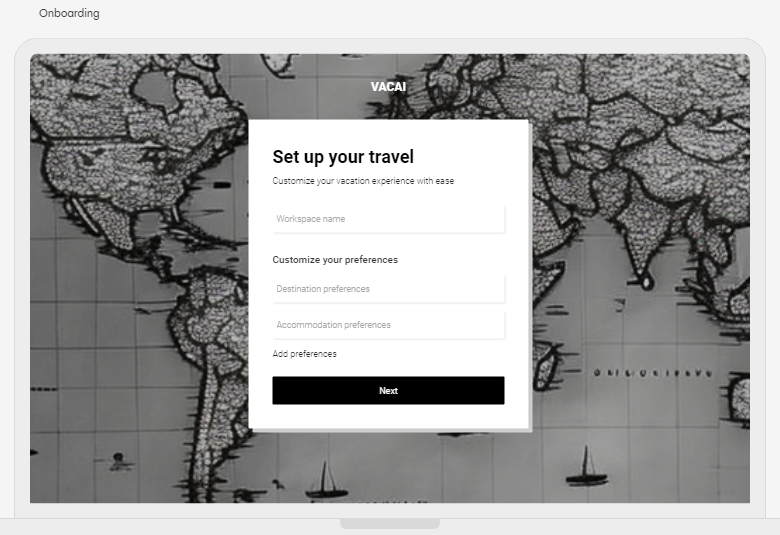 Onboarding
VACAI
Set up your travel
Customize your vacation experience with ease
Workspace name
Customize your preferences
Destination preferences
Accommodation preferences
Add preferences
Next